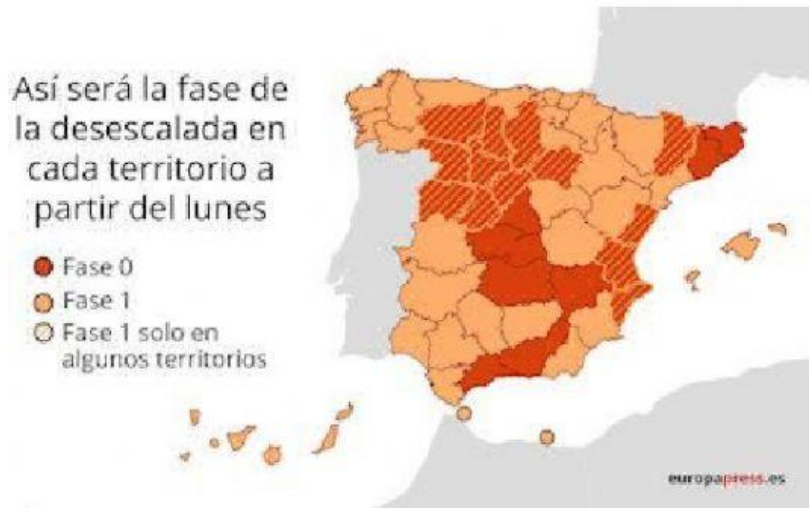 Así será la fase de
la desescalada en
cada territorio a
partir del lunes
Fase 0
Fase 1
Fase 1 solo en
algunos territorios
europapress.es